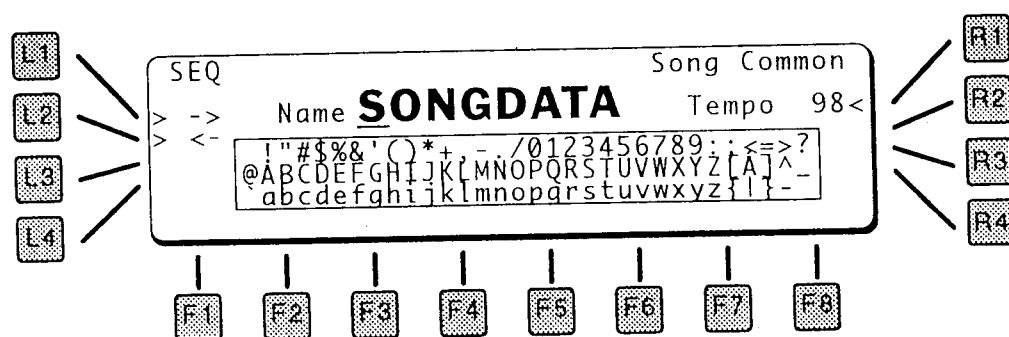 L1
L2
L3
L4
SEQ Song Common
> -> Name SONGDATA Tempo 98<
> <-
!"#$%&'()*+,-./0123456789:;<=>?
@ABCDEFGHIJKLMNOPQRSTUVWXYZ[Ä]^_
`abcdefghijklmnopqrstuvwxyz{|}-
R1
R2
R3
R4
F1 F2 F3 F4 F5 F6 F7 F8